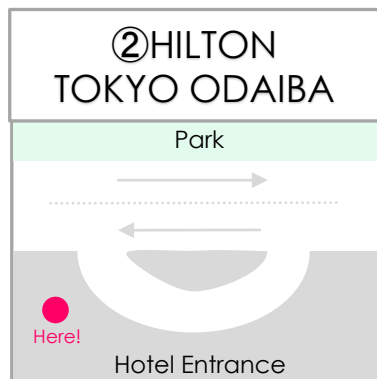 ②HILTON
TOKYO ODAIBA
Park
Here!
Hotel Entrance